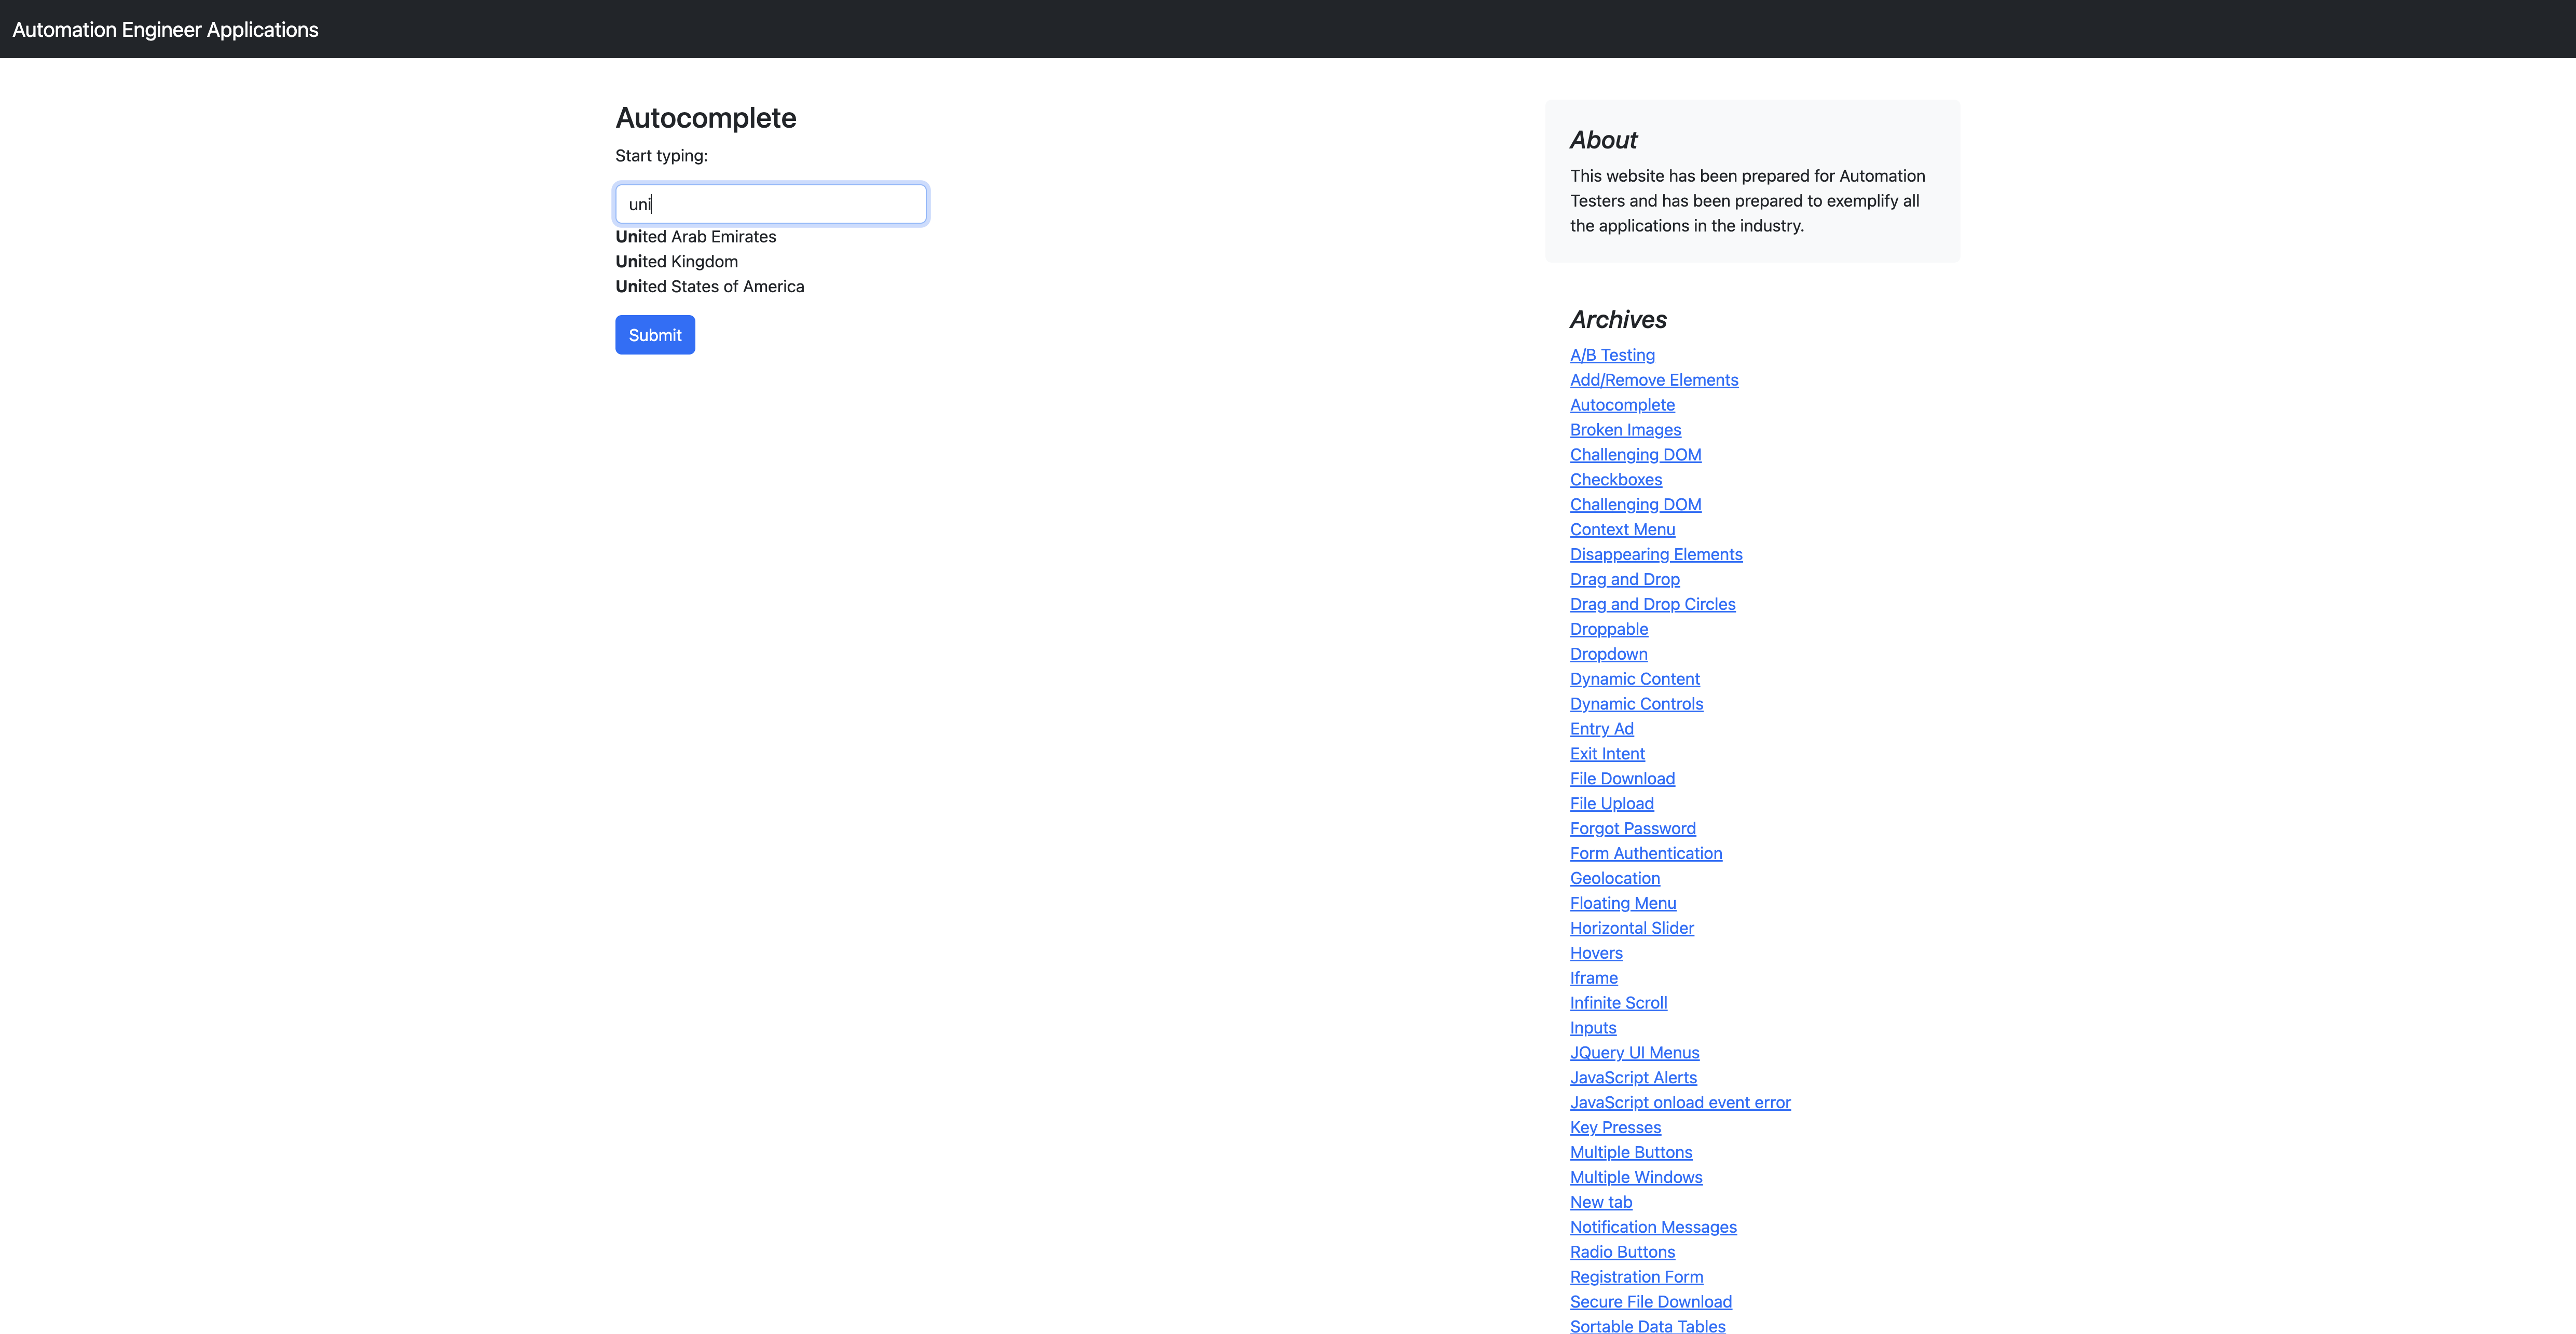 Automation Engineer Applications
Autocomplete
Start typing:
uni
United Arab Emirates
United Kingdom
United States of America
Submit
About
This website has been prepared for Automation
Testers and has been prepared to exemplify all
the applications in the industry.
Archives
A/B Testing
Add/Remove Elements
Autocomplete
Broken Images
Challenging DOM
Checkboxes
Challenging DOM
Context Menu
Disappearing Elements
Drag and Drop
Drag and Drop Circles
Droppable
Dropdown
Dynamic Content
Dynamic Controls
Entry Ad
Exit Intent
File Download
File Upload
Forgot Password
Form Authentication
Geolocation
Floating Menu
Horizontal Slider
Hovers
Iframe
Infinite Scroll
Inputs
JQuery UI Menus
JavaScript Alerts
JavaScript onload event error
Key Presses
Multiple Buttons
Multiple Windows
New tab
Notification Messages
Radio Buttons
Registration Form
Secure File Download
Sortable Data Tables